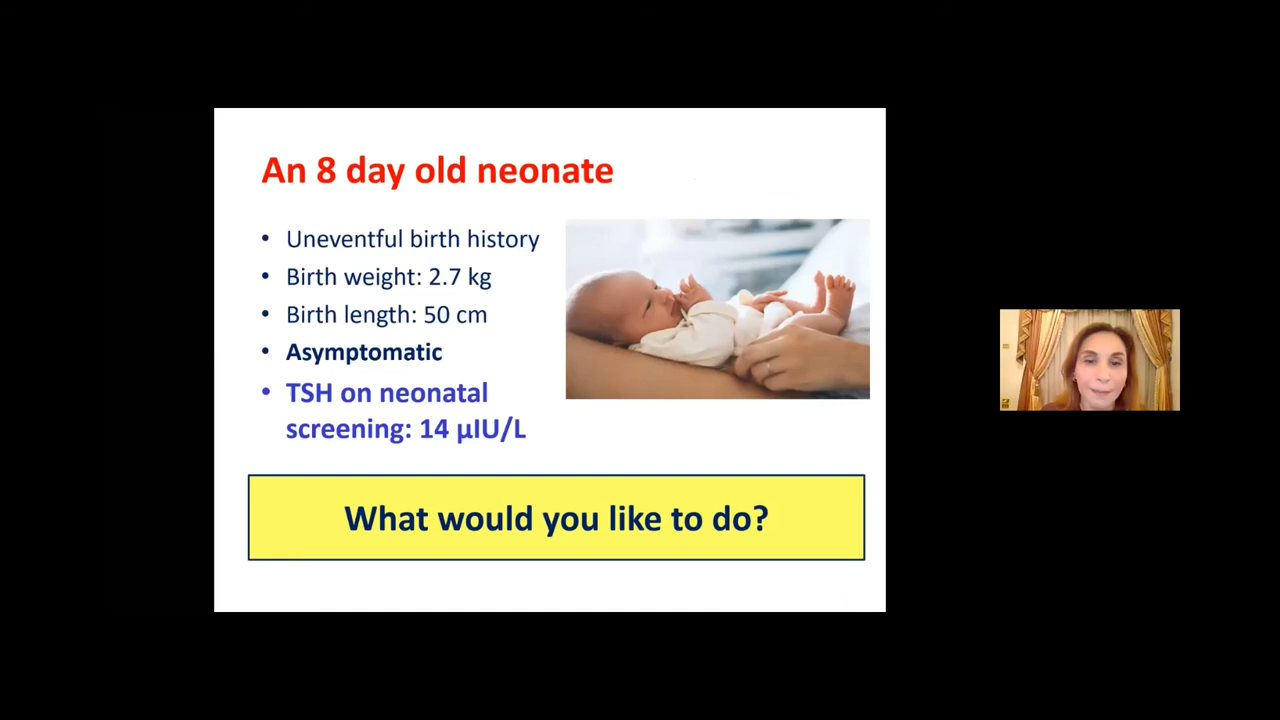 An 8 day old neonate
• Uneventful birth history
• Birth weight: 2.7 kg
• Birth length: 50 cm
• Asymptomatic
• TSH on neonatal
screening: 14 µIU/L
What would you like to do?